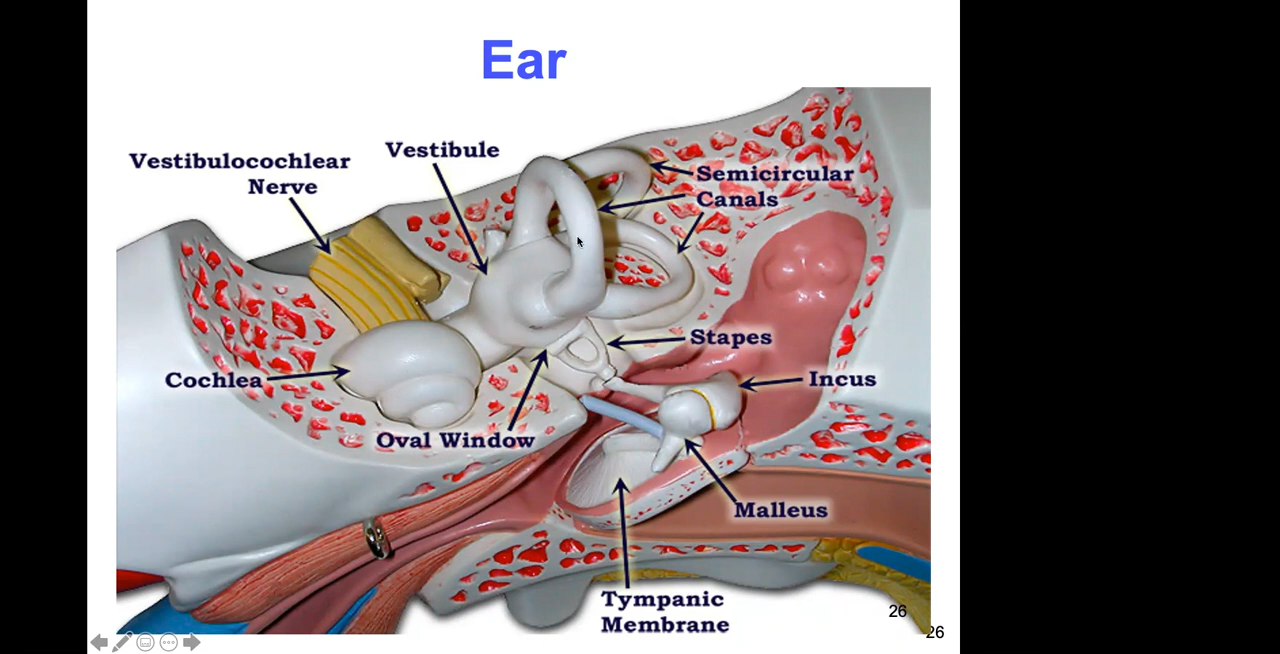 Ear
Vestibulocochlear
Nerve
Vestibule
Semicircular
Canals
Stapes
Incus
Cochlea
Oval Window
Malleus
Tympanic
Membrane
26
26